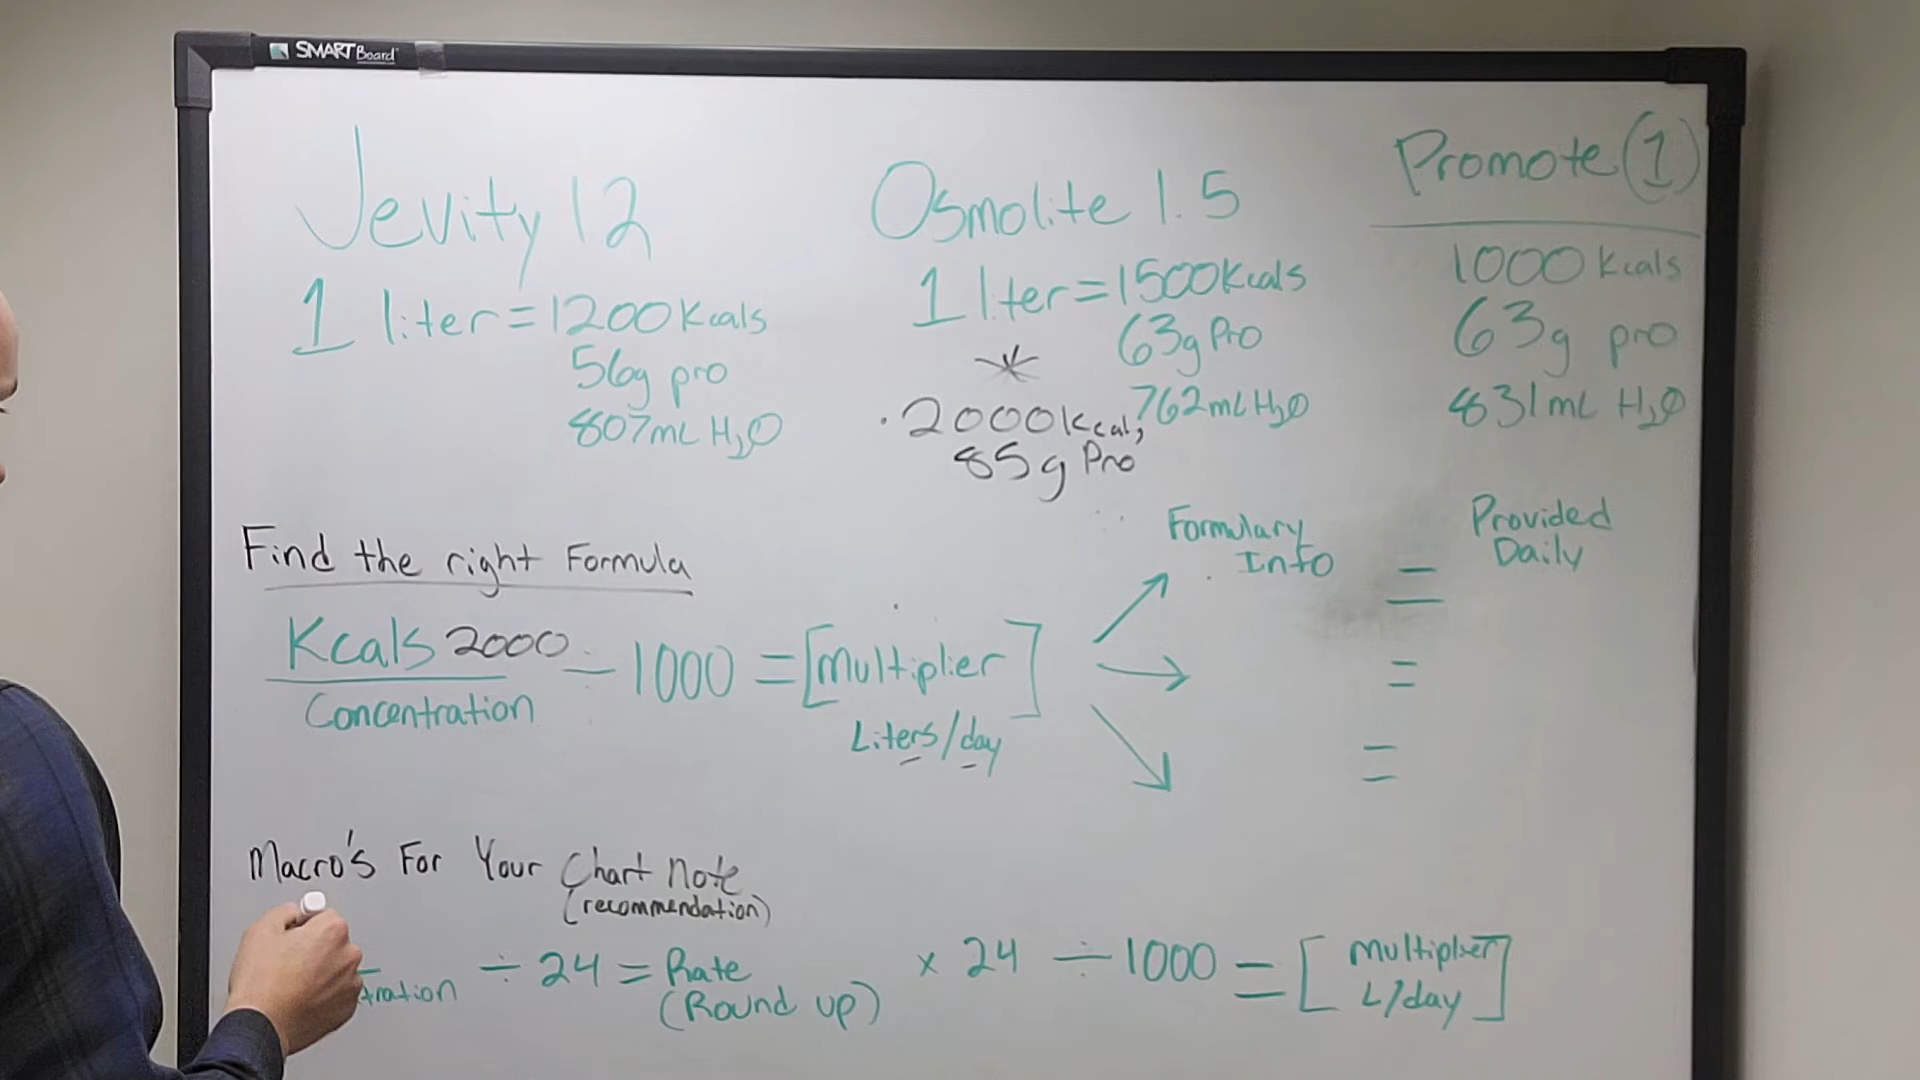 SMART Board
Jevity 12
1 liter = 1200 Kcals
56g pro
807mL H2O
Osmolite 1.5
1 liter = 1500 Kcals
63g Pro
762mL H2O
*
· 2000 Kcal,
85g Pro
Promote (1)
1000 Kcals
63g pro
831mL H2O
Find the right Formula
Kcals 2000 ÷ 1000 = [Multiplier]
Concentration
Liters/day
Formulary
Info
=
=
=
Provided
Daily
Macro's For Your Chart Note
(recommendation)
tration ÷ 24 = Rate
(Round up)
x 24 ÷ 1000 = [Multiplier
L/day]